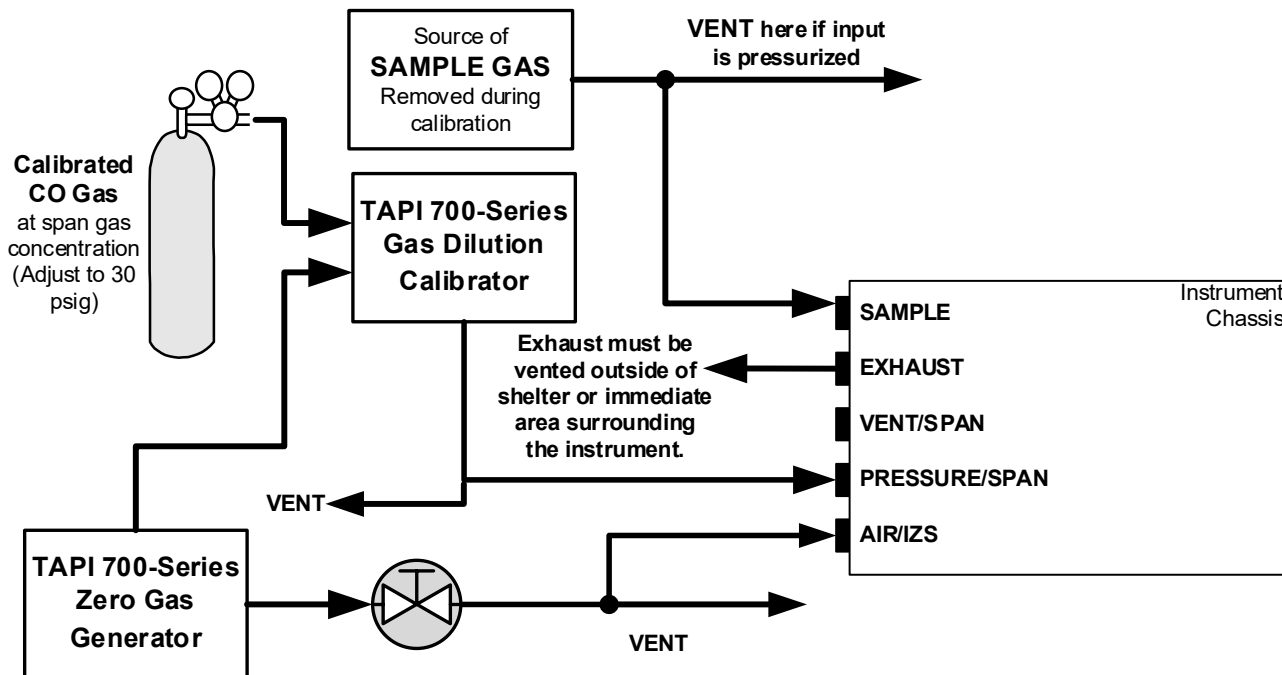 Source of
SAMPLE GAS
Removed during
calibration
VENT here if input
is pressurized
Calibrated
CO Gas
at span gas
concentration
(Adjust to 30
psig)
TAPI 700-Series
Gas Dilution
Calibrator
Instrument
Chassis
SAMPLE
EXHAUST
VENT/SPAN
PRESSURE/SPAN
AIR/IZS
Exhaust must be
vented outside of
shelter or immediate
area surrounding
the instrument.
VENT
TAPI 700-Series
Zero Gas
Generator
VENT